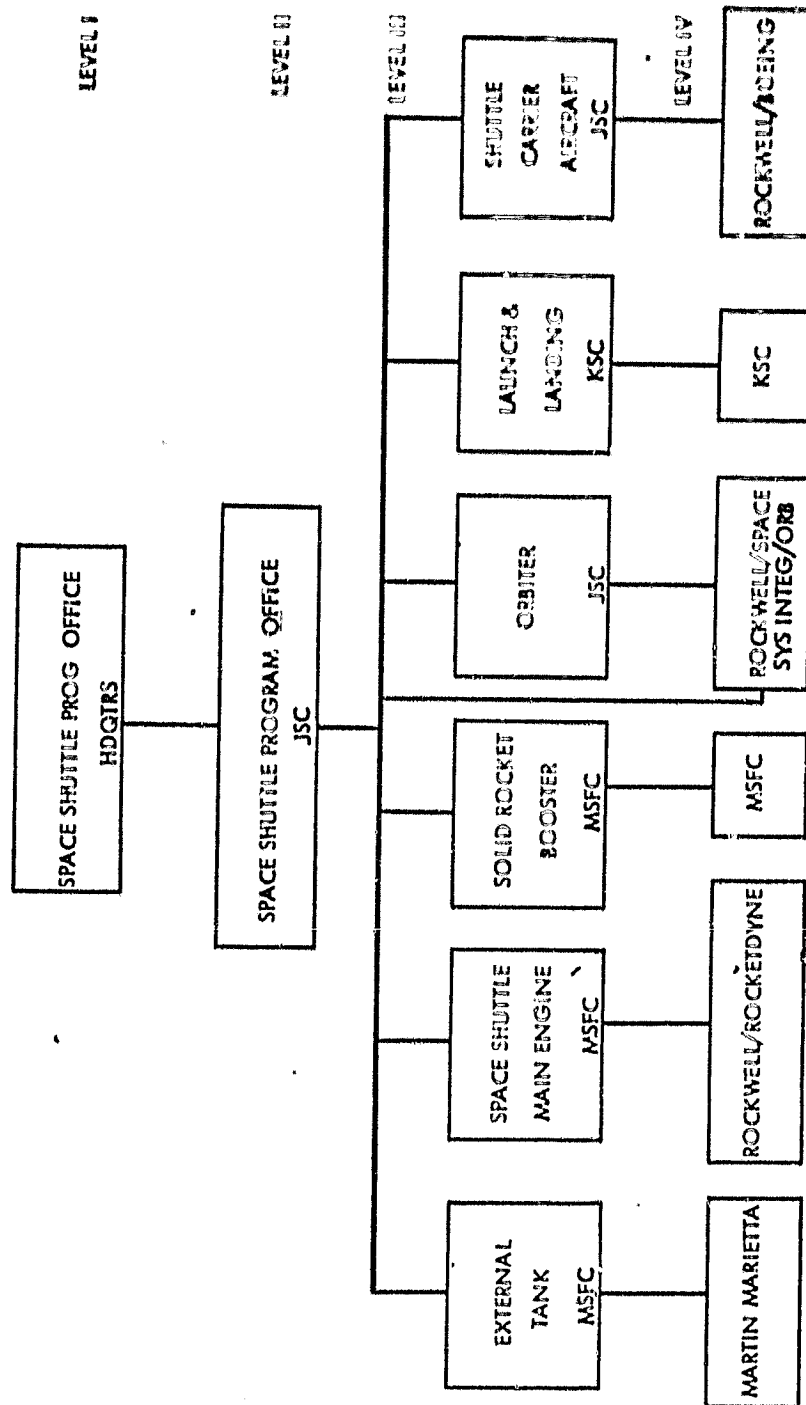 LEVEL I
SPACE SHUTTLE PROG OFFICE
HDQTRS
LEVEL II
SPACE SHUTTLE PROGRAM OFFICE
JSC
LEVEL III
EXTERNAL
TANK
MSFC
SPACE SHUTTLE
MAIN ENGINE
MSFC
SOLID ROCKET
BOOSTER
MSFC
ORBITER
JSC
LAUNCH &
LANDING
KSC
SHUTTLE
CARRIER
AIRCRAFT
JSC
LEVEL IV
MARTIN MARIETTA
ROCKWELL/ROCKETDYNE
MSFC
ROCKWELL/SPACE
SYS INTEG/ORB
KSC
ROCKWELL/BOEING